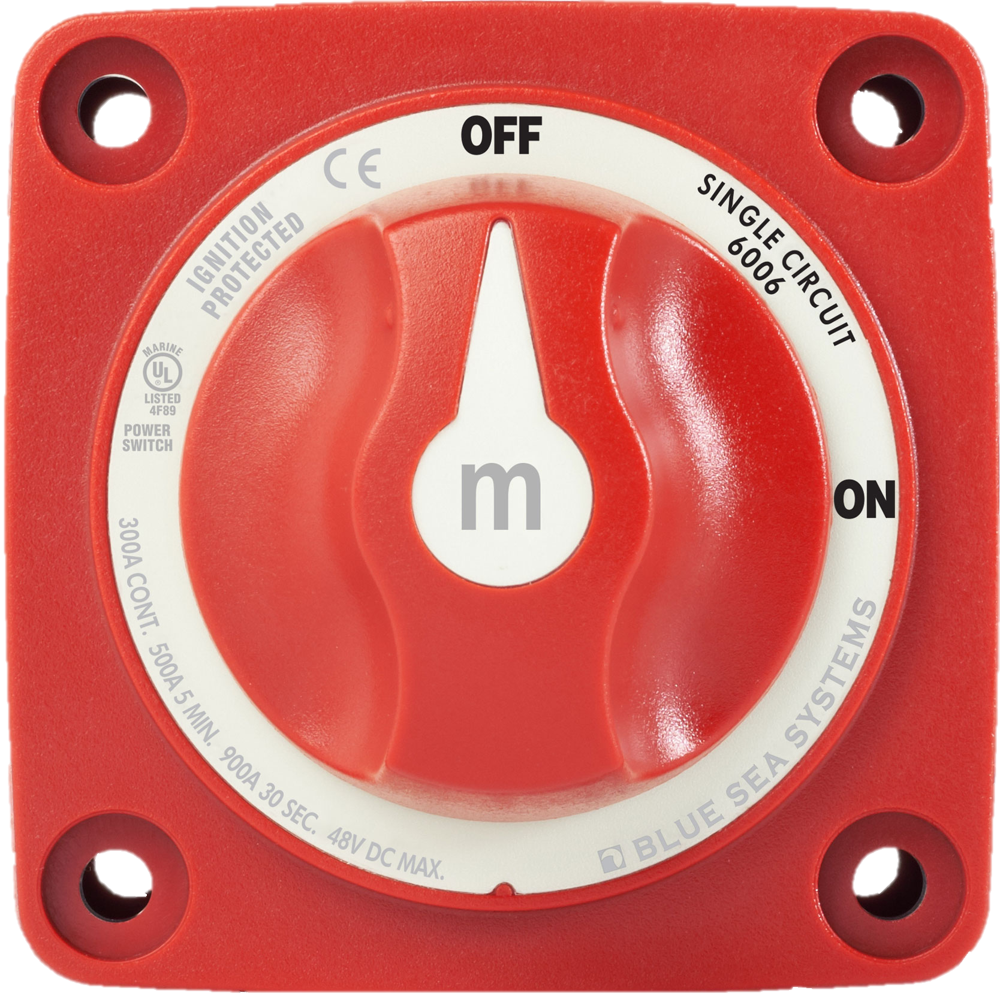 OFF
CE
SINGLE CIRCUIT
6006
IGNITION
PROTECTED
MARINE
UL
®
LISTED
4F89
POWER
SWITCH
m
ON
300A CONT. 500A 5 MIN. 900A 30 SEC. 48V DC MAX.
BLUE SEA SYSTEMS